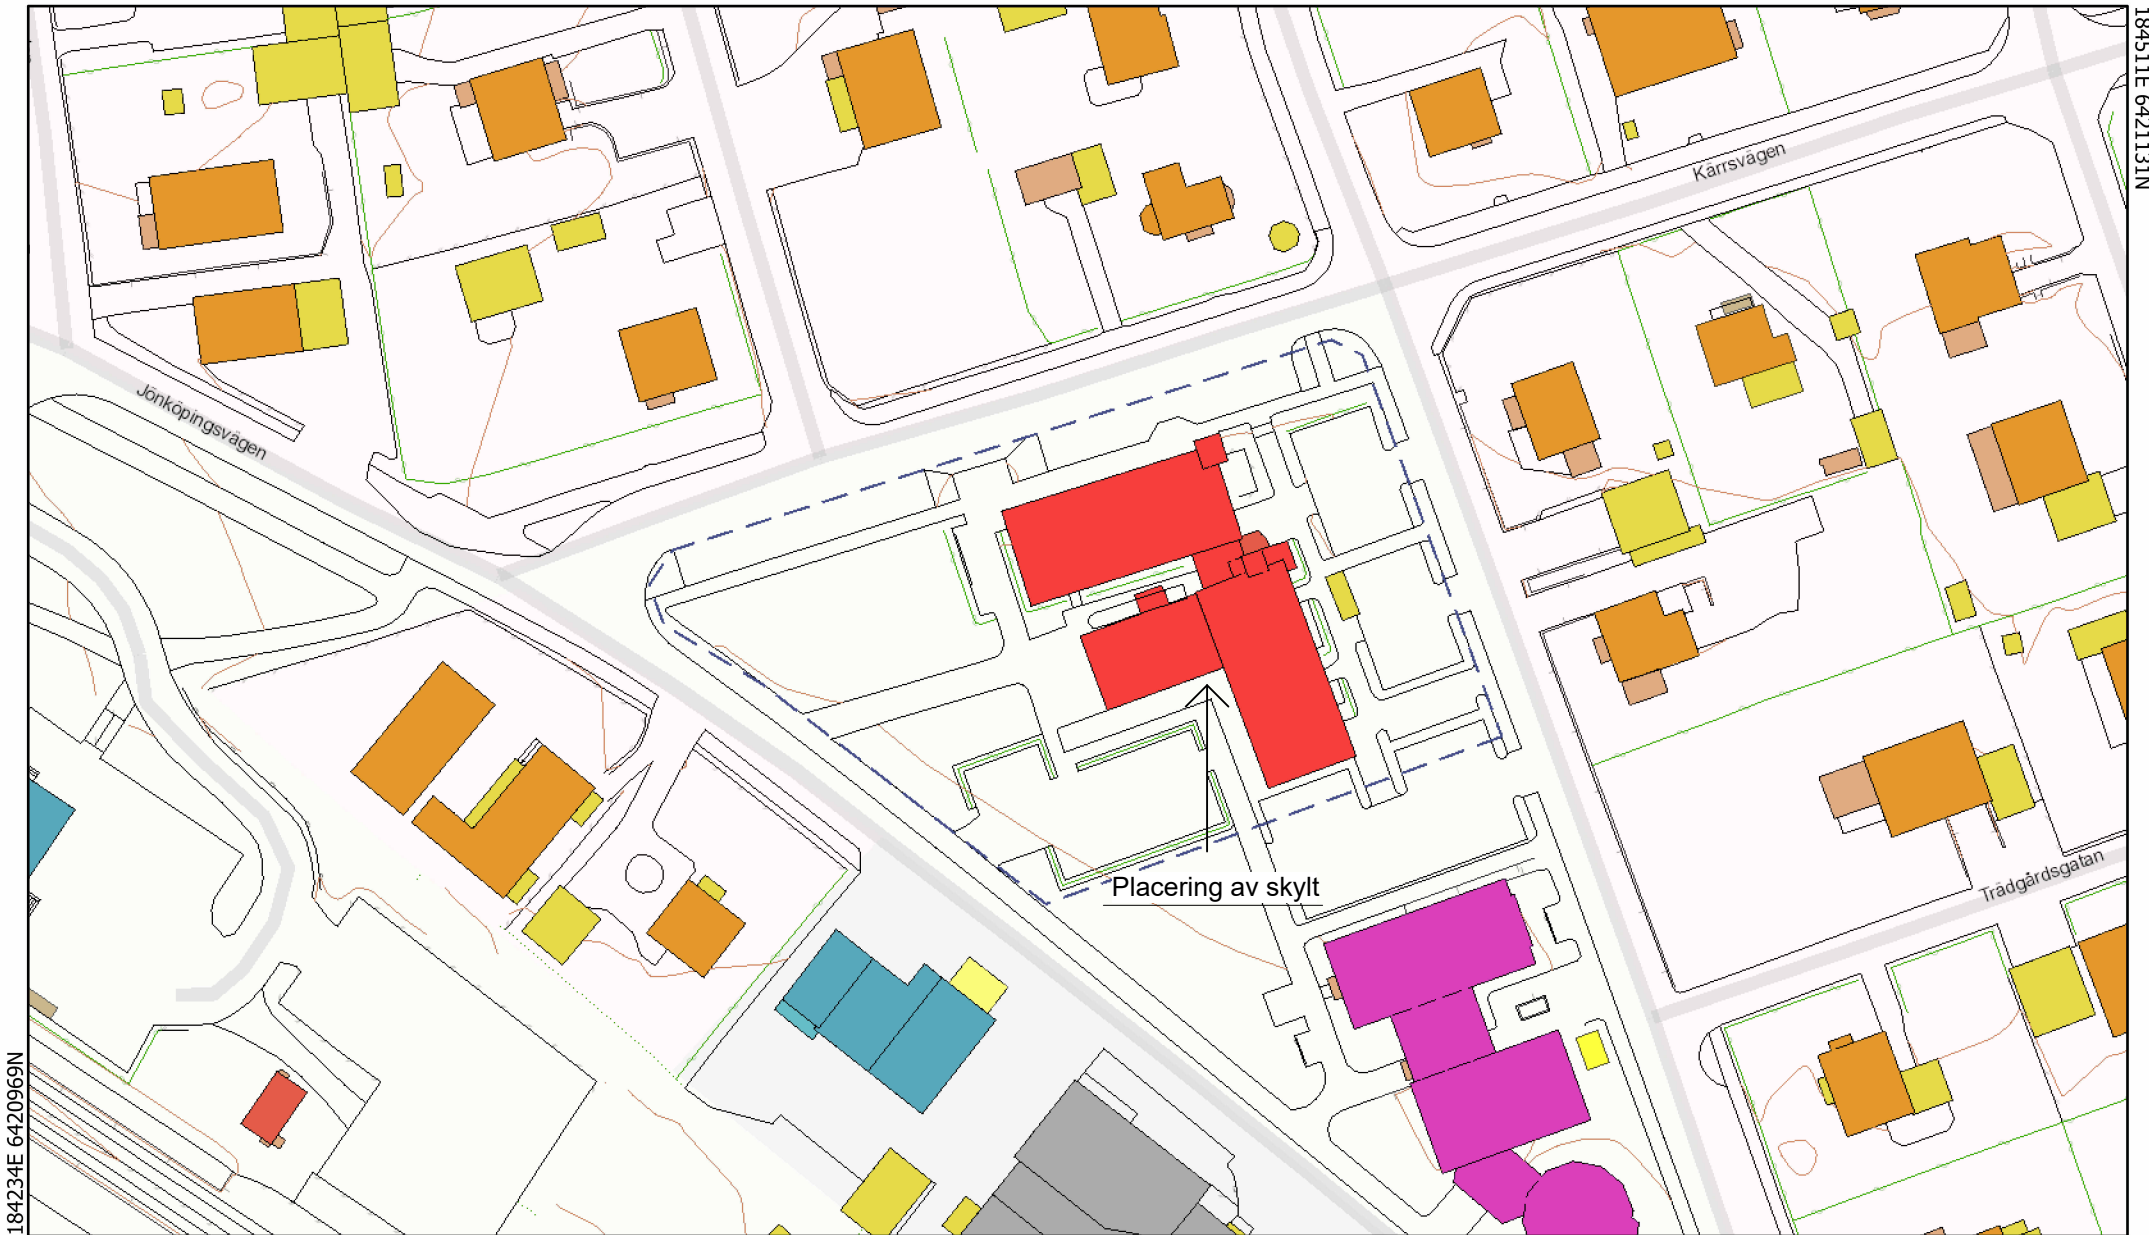 184511E 6421131N
Kärrsvägen
Jönköpingsvägen
Placering av skylt
Trädgårdsgatan
184234E 6420969N